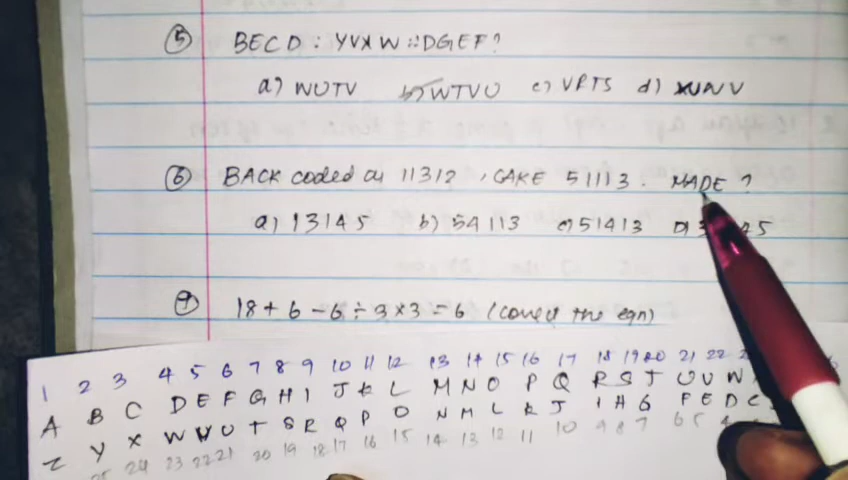 5 BECD : YVXW :: DGEF ?
a) WUTV b) WTVU c) VRTS d) XUWV
6 BACK coded as 11312, CAKE 51113. MADE ?
a) 13145 b) 54113 c) 51413 D) 3
18 + 6 - 6 ÷ 3 × 3 = 6 (correct the eqn)
1 2 3 4 5 6 7 8 9 10 11 12 13 14 15 16 17 18 19 20 21 22
A B C D E F G H I J K L M N O P Q R S T U V W
Z Y X W V U T S R Q P O N M L K J I H G F E D C
25 24 23 22 21 20 19 18 17 16 15 14 13 12 11 10 9 8 7 6 5